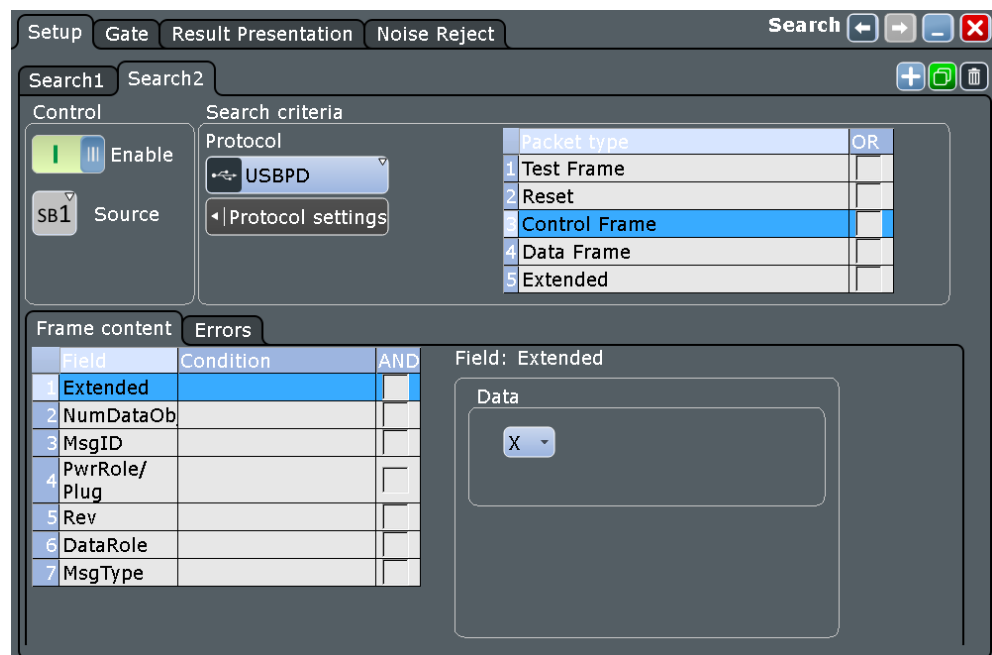 Setup Gate Result Presentation Noise Reject Search
Search1 Search2
Control Search criteria
Enable
SB1 Source
Protocol
USBPD
Protocol settings
Packet type OR
1 Test Frame
2 Reset
3 Control Frame
4 Data Frame
5 Extended
Frame content Errors
Field Condition AND
1 Extended
2 NumDataOb
3 MsgID
4 PwrRole/
Plug
5 Rev
6 DataRole
7 MsgType
Field: Extended
Data
X